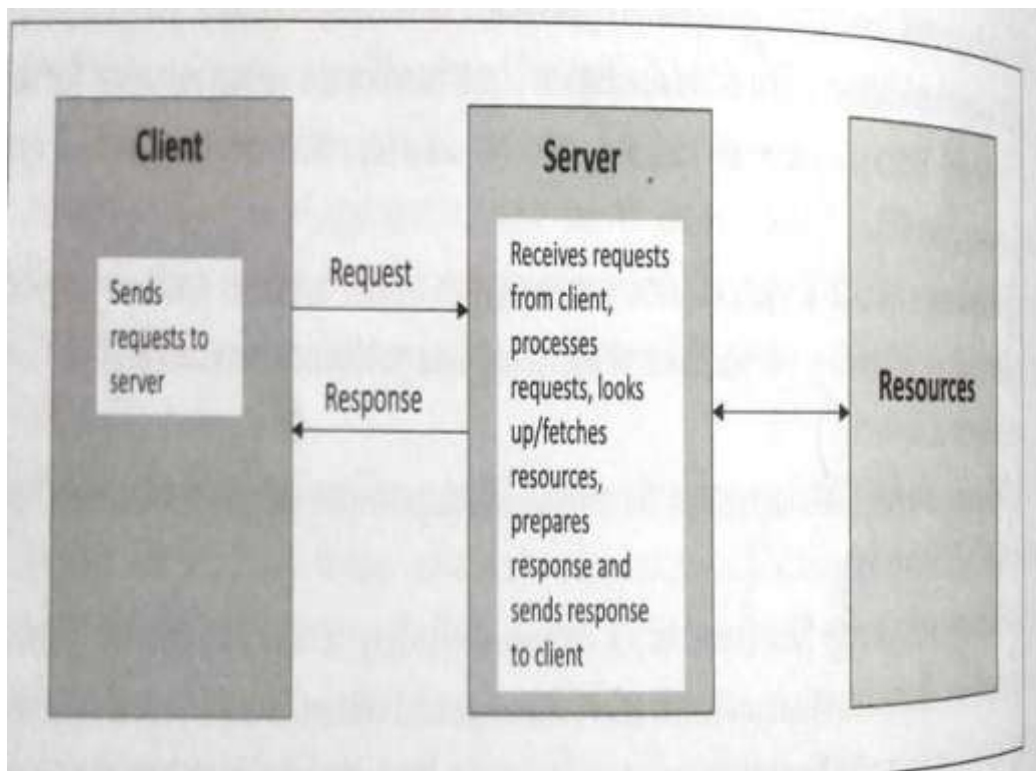 Client
Sends
requests to
server
Request
Response
Server
Receives requests
from client,
processes
requests, looks
up/fetches
resources,
prepares
response and
sends response
to client
Resources